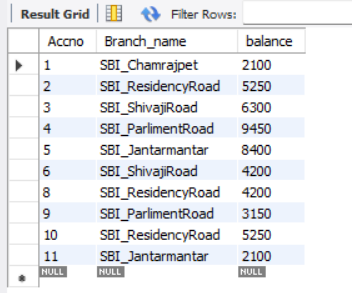 Result Grid Filter Rows:
Accno Branch_name balance
1 SBI_Chamrajpet 2100
2 SBI_ResidencyRoad 5250
3 SBI_ShivajiRoad 6300
4 SBI_ParlimentRoad 9450
5 SBI_Jantarmantar 8400
6 SBI_ShivajiRoad 4200
8 SBI_ResidencyRoad 4200
9 SBI_ParlimentRoad 3150
10 SBI_ResidencyRoad 5250
11 SBI_Jantarmantar 2100
NULL NULL NULL